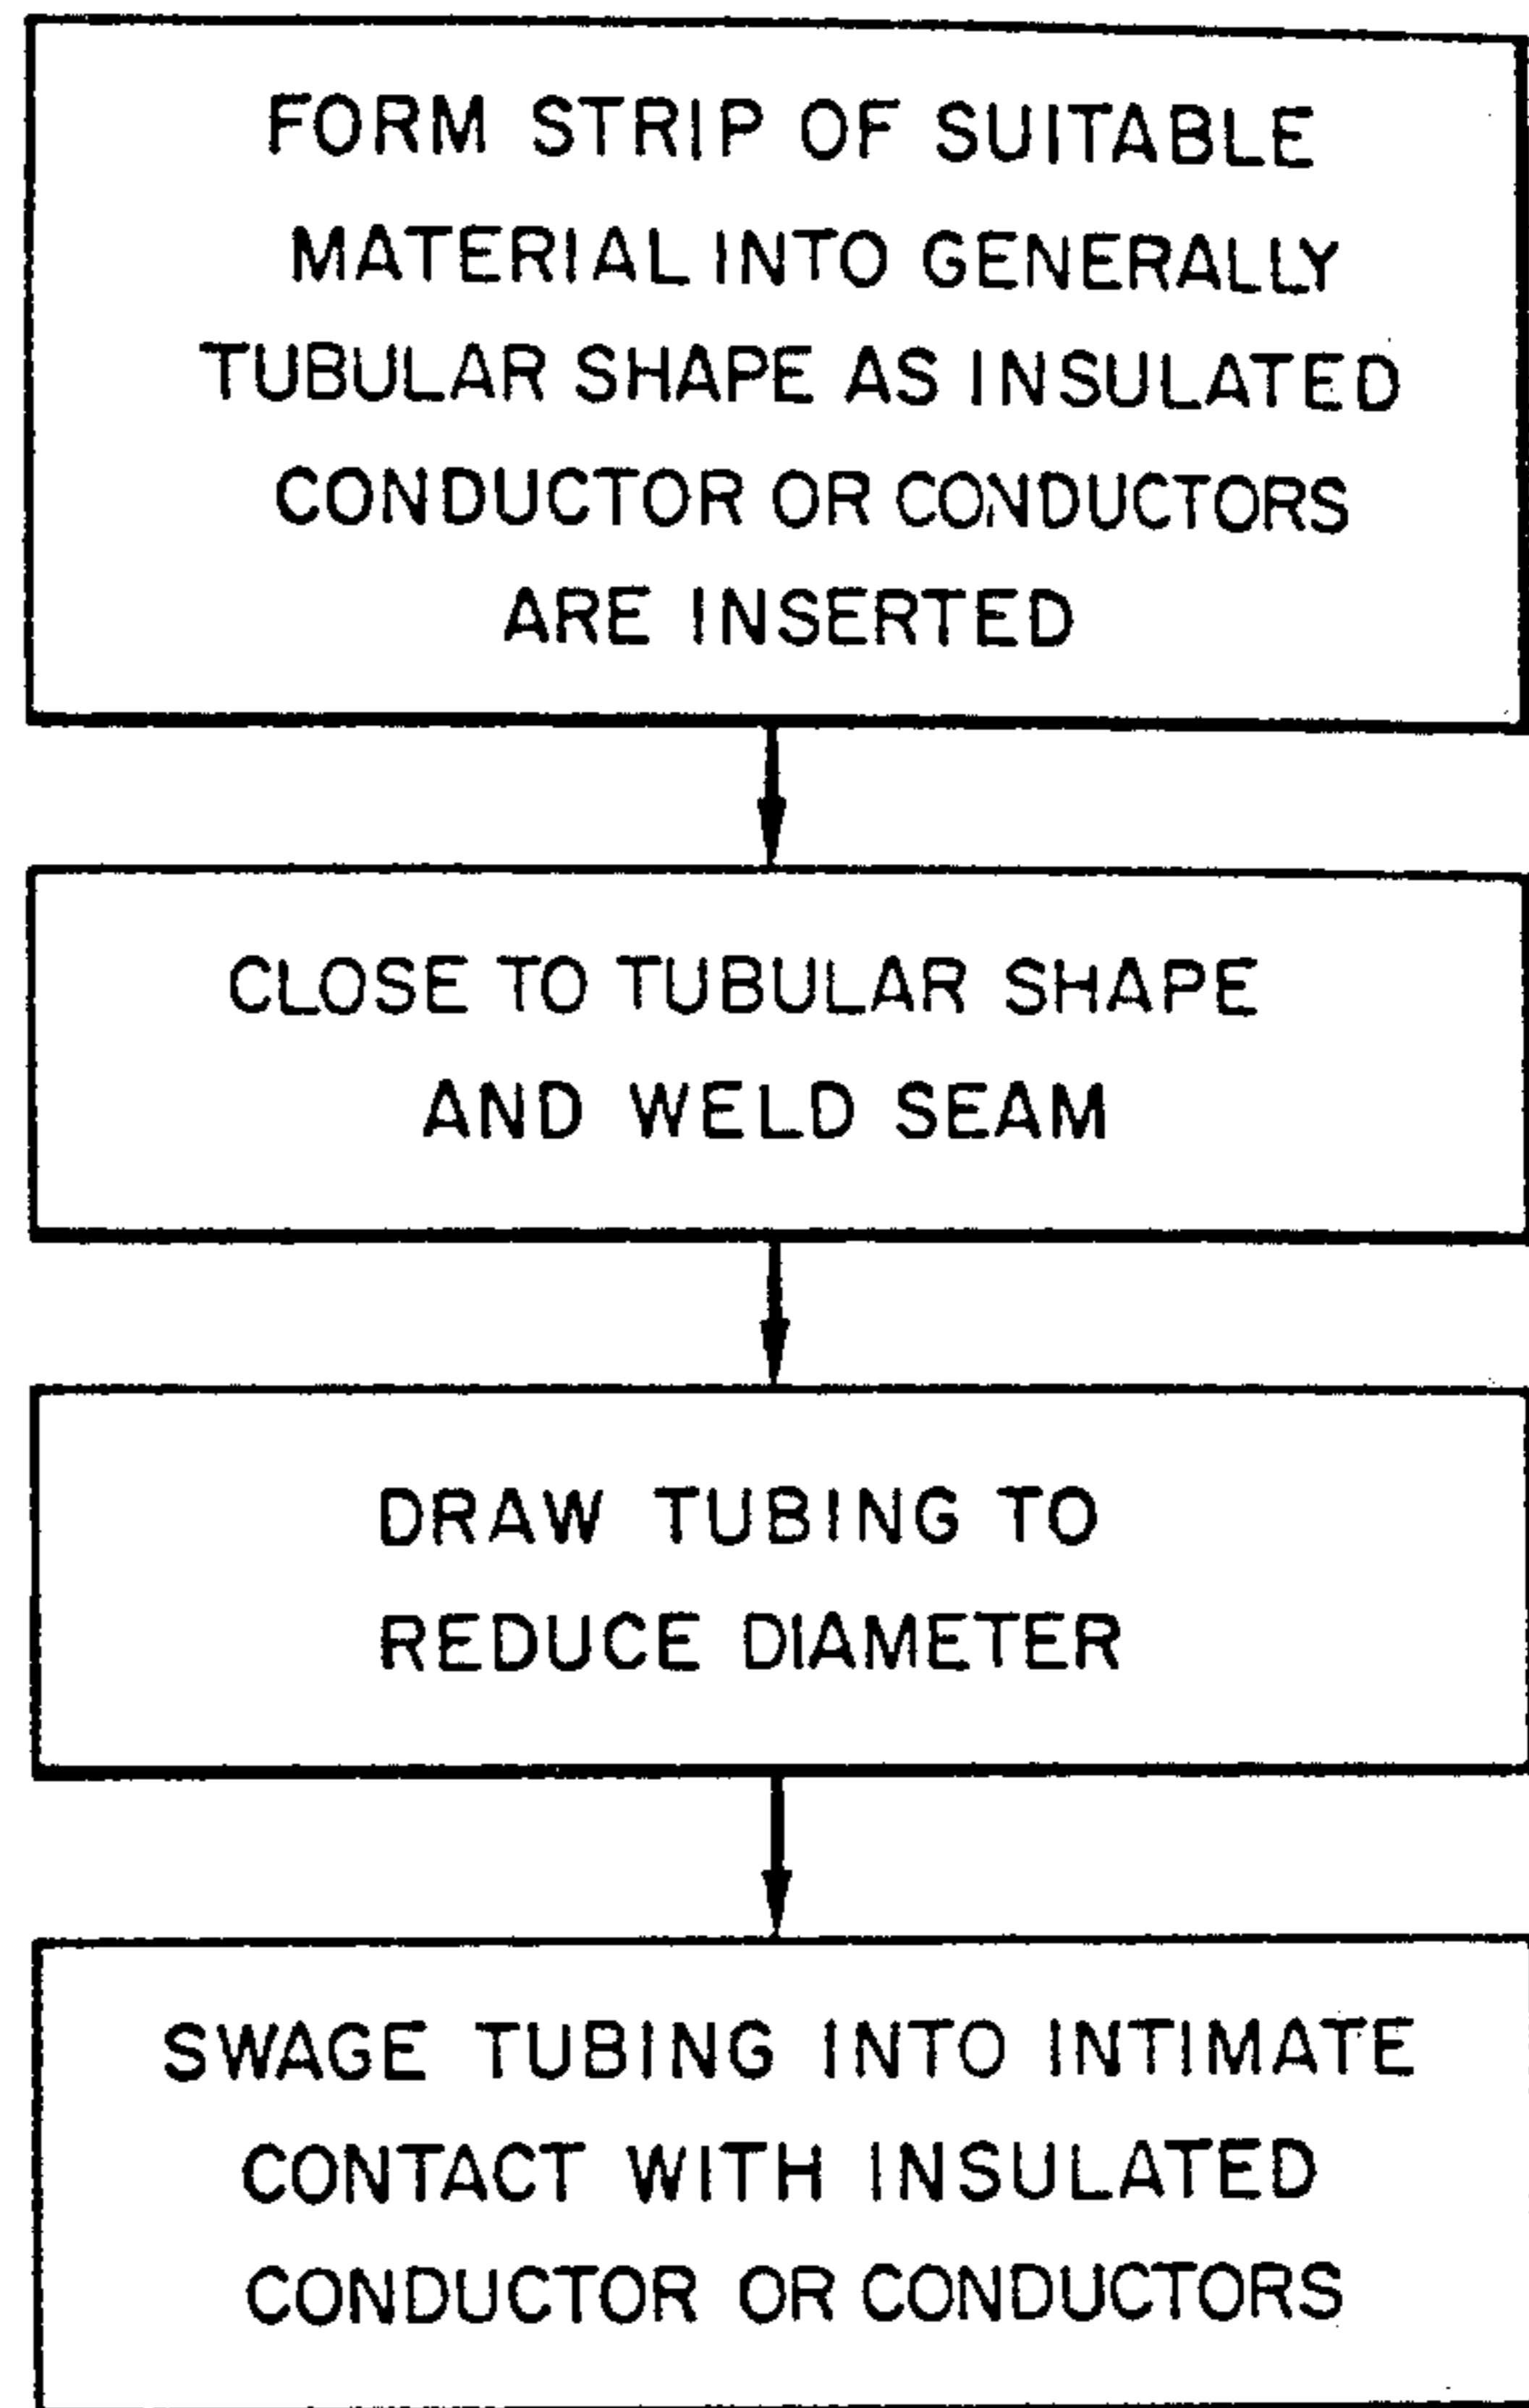 FORM STRIP OF SUITABLE
MATERIAL INTO GENERALLY
TUBULAR SHAPE AS INSULATED
CONDUCTOR OR CONDUCTORS
ARE INSERTED
CLOSE TO TUBULAR SHAPE
AND WELD SEAM
DRAW TUBING TO
REDUCE DIAMETER
SWAGE TUBING INTO INTIMATE
CONTACT WITH INSULATED
CONDUCTOR OR CONDUCTORS